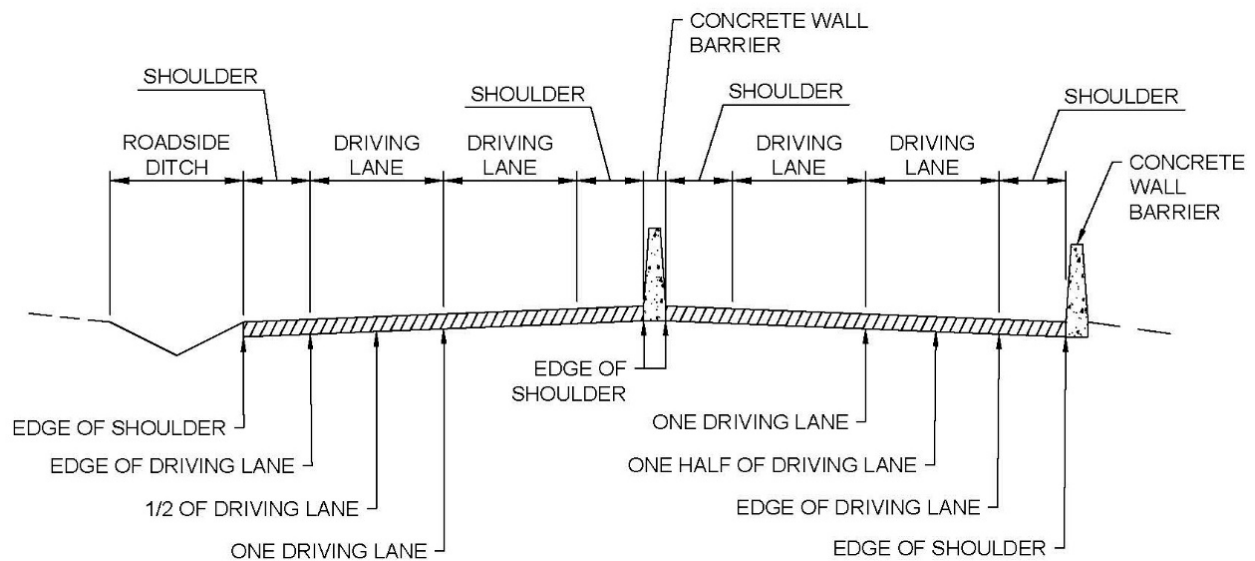 CONCRETE WALL
BARRIER
SHOULDER
SHOULDER
SHOULDER
SHOULDER
ROADSIDE
DITCH
DRIVING
LANE
DRIVING
LANE
DRIVING
LANE
DRIVING
LANE
CONCRETE
WALL
BARRIER
EDGE OF
SHOULDER
EDGE OF SHOULDER
EDGE OF DRIVING LANE
1/2 OF DRIVING LANE
ONE DRIVING LANE
ONE DRIVING LANE
ONE HALF OF DRIVING LANE
EDGE OF DRIVING LANE
EDGE OF SHOULDER